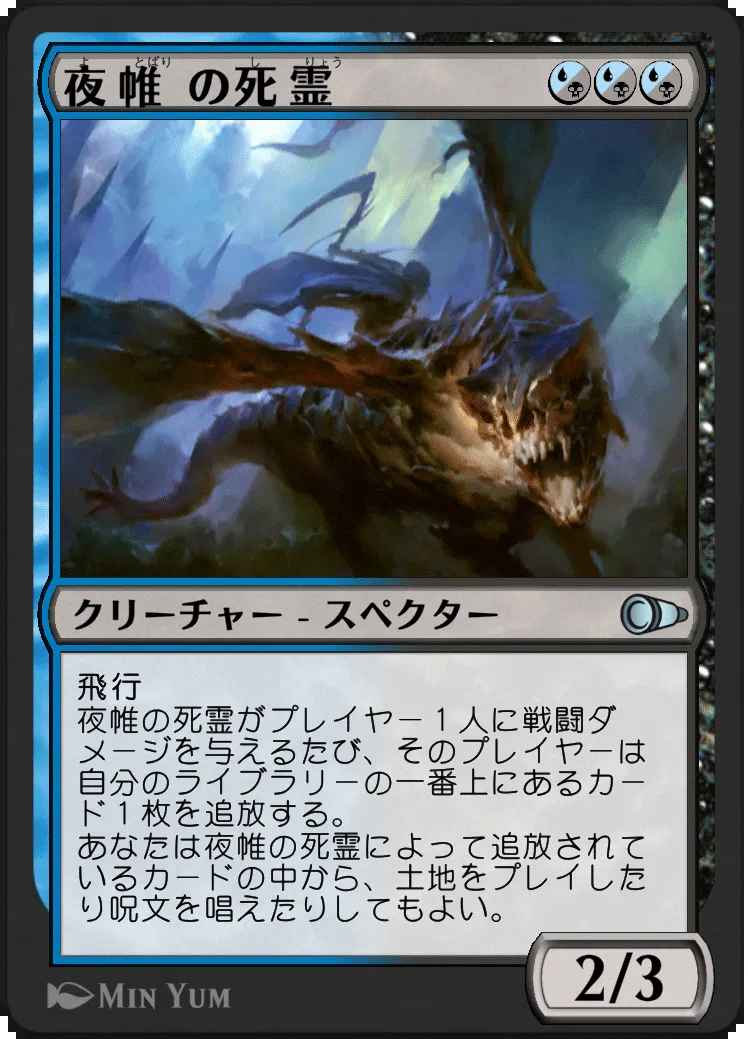 よ とばり し りょう
夜帷の死霊
クリーチャー - スペクター
飛行
夜帷の死霊がプレイヤー１人に戦闘ダ
メージを与えるたび、そのプレイヤーは
自分のライブラリーの一番上にあるカー
ド１枚を追放する。
あなたは夜帷の死霊によって追放されて
いるカードの中から、土地をプレイした
り呪文を唱えたりしてもよい。
2/3
MIN YUM